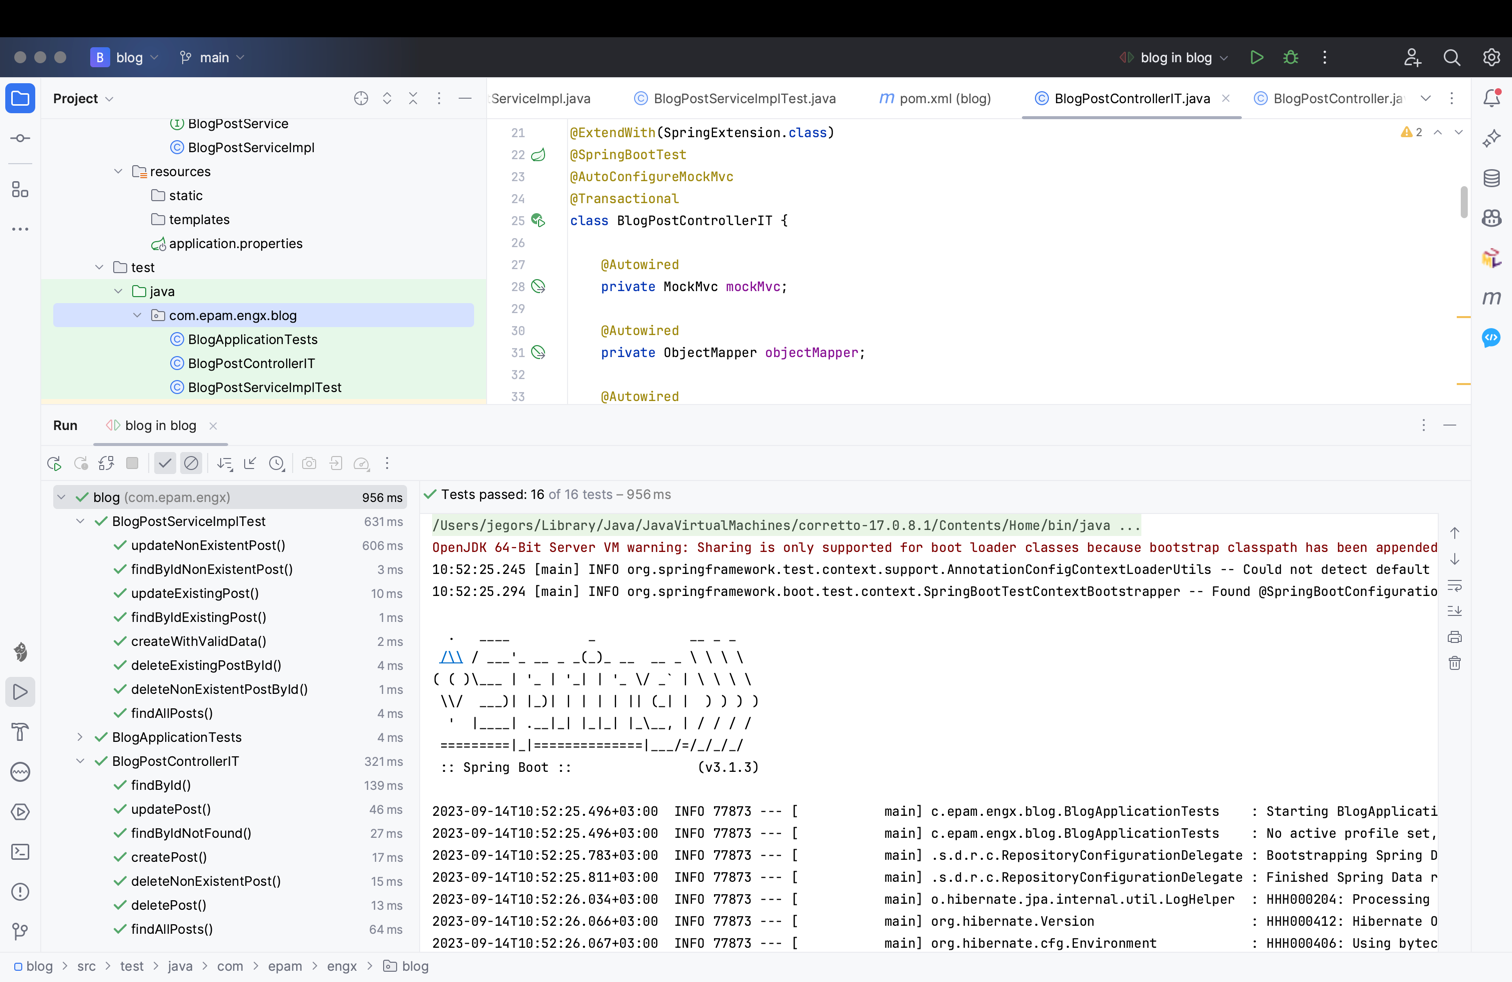 B blog main blog in blog
Project
ServiceImpl.java BlogPostServiceImplTest.java m pom.xml (blog) BlogPostControllerIT.java BlogPostController.ja
BlogPostService
BlogPostServiceImpl
resources
static
templates
application.properties
test
java
com.epam.engx.blog
BlogApplicationTests
BlogPostControllerIT
BlogPostServiceImplTest
21 @ExtendWith(SpringExtension.class)
22 @SpringBootTest
23 @AutoConfigureMockMvc
24 @Transactional
25 class BlogPostControllerIT {
26
27 @Autowired
28 private MockMvc mockMvc;
29
30 @Autowired
31 private ObjectMapper objectMapper;
32
33 @Autowired
2
m
Run blog in blog
blog (com.epam.engx) 956 ms
BlogPostServiceImplTest 631 ms
updateNonExistentPost() 606 ms
findByIdNonExistentPost() 3 ms
updateExistingPost() 10 ms
findByIdExistingPost() 1 ms
createWithValidData() 2 ms
deleteExistingPostById() 4 ms
deleteNonExistentPostById() 1 ms
findAllPosts() 4 ms
BlogApplicationTests 4 ms
BlogPostControllerIT 321 ms
findById() 139 ms
updatePost() 46 ms
findByIdNotFound() 27 ms
createPost() 17 ms
deleteNonExistentPost() 15 ms
deletePost() 13 ms
findAllPosts() 64 ms
Tests passed: 16 of 16 tests – 956 ms
/Users/jegors/Library/Java/JavaVirtualMachines/corretto-17.0.8.1/Contents/Home/bin/java ...
OpenJDK 64-Bit Server VM warning: Sharing is only supported for boot loader classes because bootstrap classpath has been appended
10:52:25.245 [main] INFO org.springframework.test.context.support.AnnotationConfigContextLoaderUtils -- Could not detect default
10:52:25.294 [main] INFO org.springframework.boot.test.context.SpringBootTestContextBootstrapper -- Found @SpringBootConfiguratio
  .   ____          _            __ _ _
 /\\ / ___'_ __ _ _(_)_ __  __ _ \ \ \ \
( ( )\___ | '_ | '_| | '_ \/ _` | \ \ \ \
 \\/  ___)| |_)| | | | | || (_| |  ) ) ) )
  '  |____| .__|_| |_|_| |_\__, | / / / /
 =========|_|==============|___/=/_/_/_/
 :: Spring Boot ::                (v3.1.3)
2023-09-14T10:52:25.496+03:00  INFO 77873 --- [           main] c.epam.engx.blog.BlogApplicationTests    : Starting BlogApplicati
2023-09-14T10:52:25.496+03:00  INFO 77873 --- [           main] c.epam.engx.blog.BlogApplicationTests    : No active profile set,
2023-09-14T10:52:25.783+03:00  INFO 77873 --- [           main] .s.d.r.c.RepositoryConfigurationDelegate : Bootstrapping Spring D
2023-09-14T10:52:25.811+03:00  INFO 77873 --- [           main] .s.d.r.c.RepositoryConfigurationDelegate : Finished Spring Data r
2023-09-14T10:52:26.034+03:00  INFO 77873 --- [           main] o.hibernate.jpa.internal.util.LogHelper  : HHH000204: Processing
2023-09-14T10:52:26.066+03:00  INFO 77873 --- [           main] org.hibernate.Version                    : HHH000412: Hibernate O
2023-09-14T10:52:26.067+03:00  INFO 77873 --- [           main] org.hibernate.cfg.Environment            : HHH000406: Using bytec
blog > src > test > java > com > epam > engx > blog